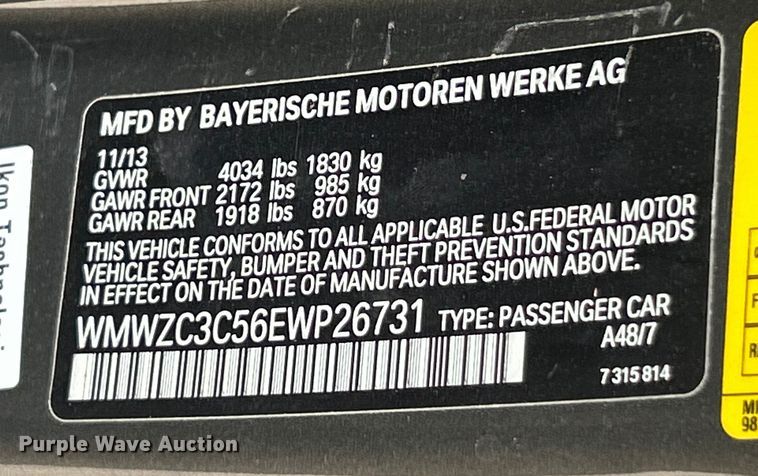 MFD BY BAYERISCHE MOTOREN WERKE AG
11/13
GVWR 4034 lbs 1830 kg
GAWR FRONT 2172 lbs 985 kg
GAWR REAR 1918 lbs 870 kg
THIS VEHICLE CONFORMS TO ALL APPLICABLE U.S.FEDERAL MOTOR
VEHICLE SAFETY, BUMPER AND THEFT PREVENTION STANDARDS
IN EFFECT ON THE DATE OF MANUFACTURE SHOWN ABOVE.
WMWZC3C56EWP26731 TYPE: PASSENGER CAR
A48/7
7315814
Purple Wave Auction